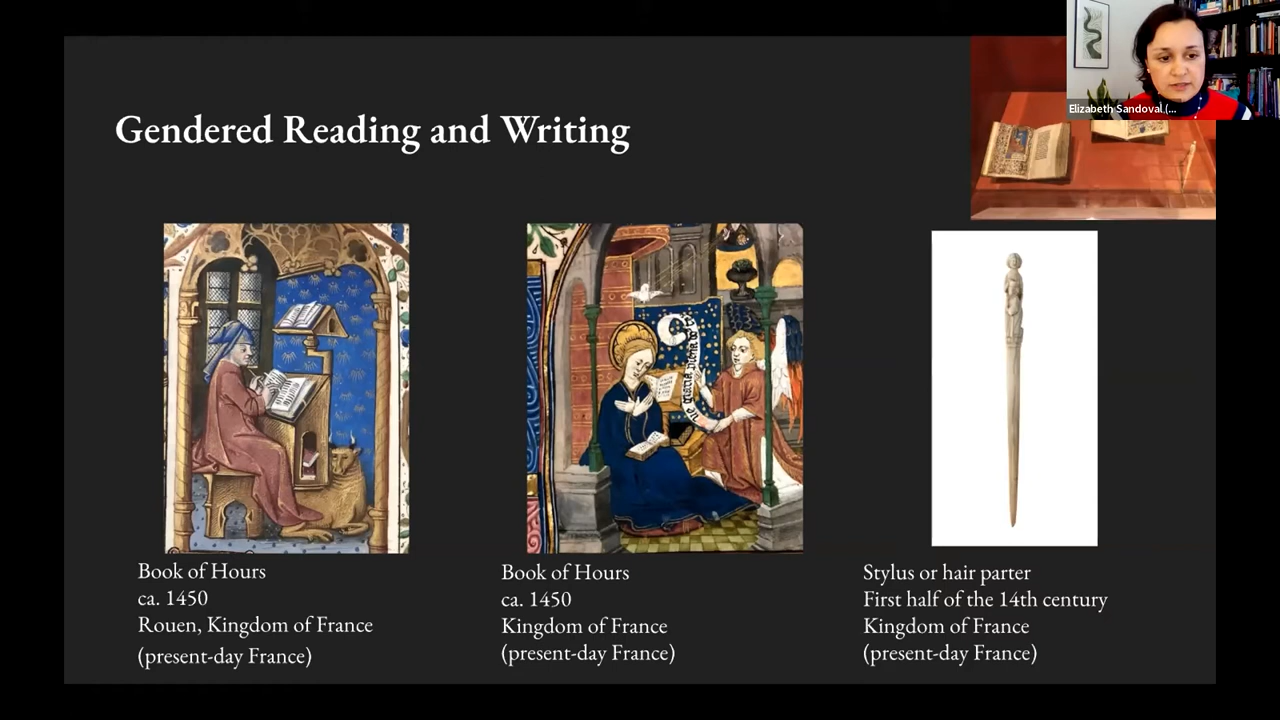 Elizabeth Sandoval (...
Gendered Reading and Writing
Book of Hours
ca. 1450
Rouen, Kingdom of France
(present-day France)
Book of Hours
ca. 1450
Kingdom of France
(present-day France)
Stylus or hair parter
First half of the 14th century
Kingdom of France
(present-day France)